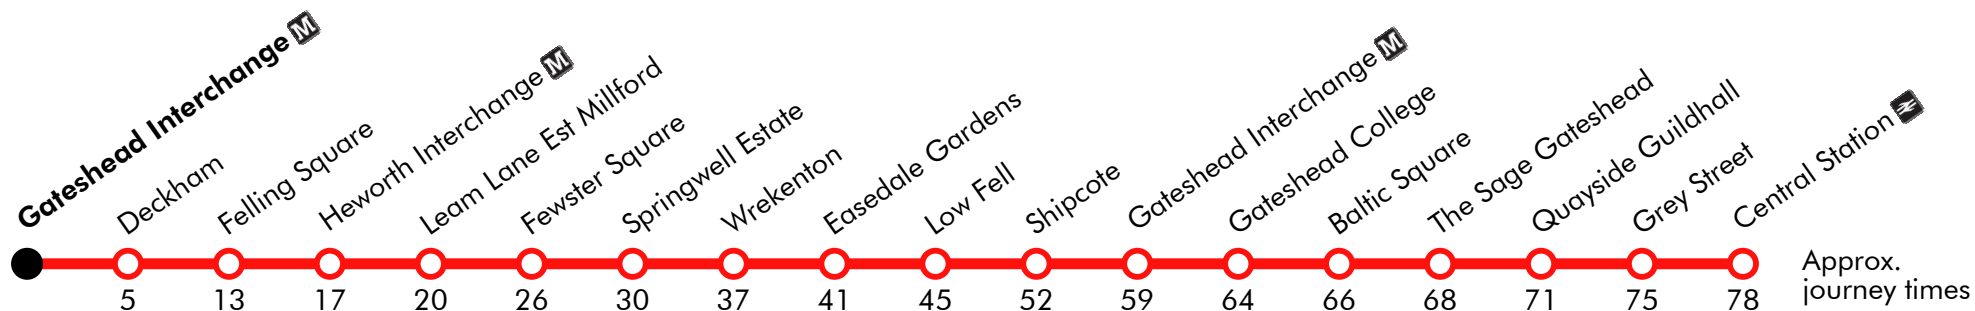 Gateshead Interchange M
Deckham
Felling Square
Heworth Interchange M
Leam Lane Est Millford
Fewster Square
Springwell Estate
Wrekenton
Easedale Gardens
Low Fell
Shipcote
Gateshead Interchange M
Gateshead College
Baltic Square
The Sage Gateshead
Quayside Guildhall
Grey Street
Central Station
5 13 17 20 26 30 37 41 45 52 59 64 66 68 71 75 78
Approx.
journey times